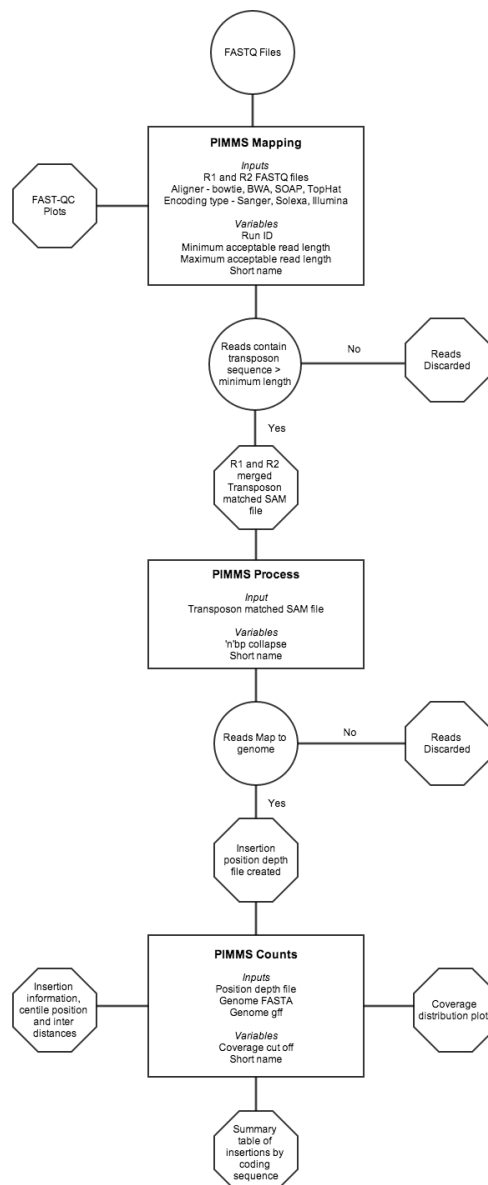 FASTQ Files
PIMMS Mapping
Inputs
R1 and R2 FASTQ files
Aligner - bowtie, BWA, SOAP, TopHat
Encoding type - Sanger, Solexa, Illumina
Variables
Run ID
Minimum acceptable read length
Maximum acceptable read length
Short name
FAST-QC
Plots
Reads contain
transposon
sequence >
minimum length
No
Reads
Discarded
Yes
R1 and R2
merged
Transposon
matched SAM
file
PIMMS Process
Input
Transposon matched SAM file
Variables
'n'bp collapse
Short name
Reads Map to
genome
No
Reads
Discarded
Yes
Insertion
position depth
file created
PIMMS Counts
Inputs
Position depth file
Genome FASTA
Genome gff
Variables
Coverage cut off
Short name
Insertion
information,
centile position
and inter
distances
Coverage
distribution plot
Summary
table of
insertions by
coding
sequence